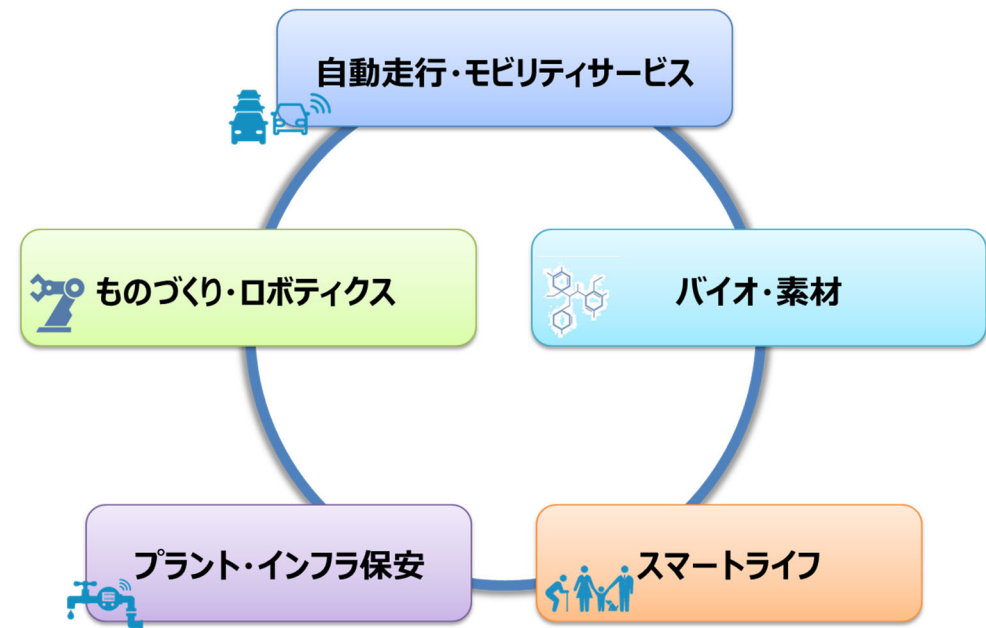 自動走行・モビリティサービス
ものづくり・ロボティクス
バイオ・素材
プラント・インフラ保安
スマートライフ